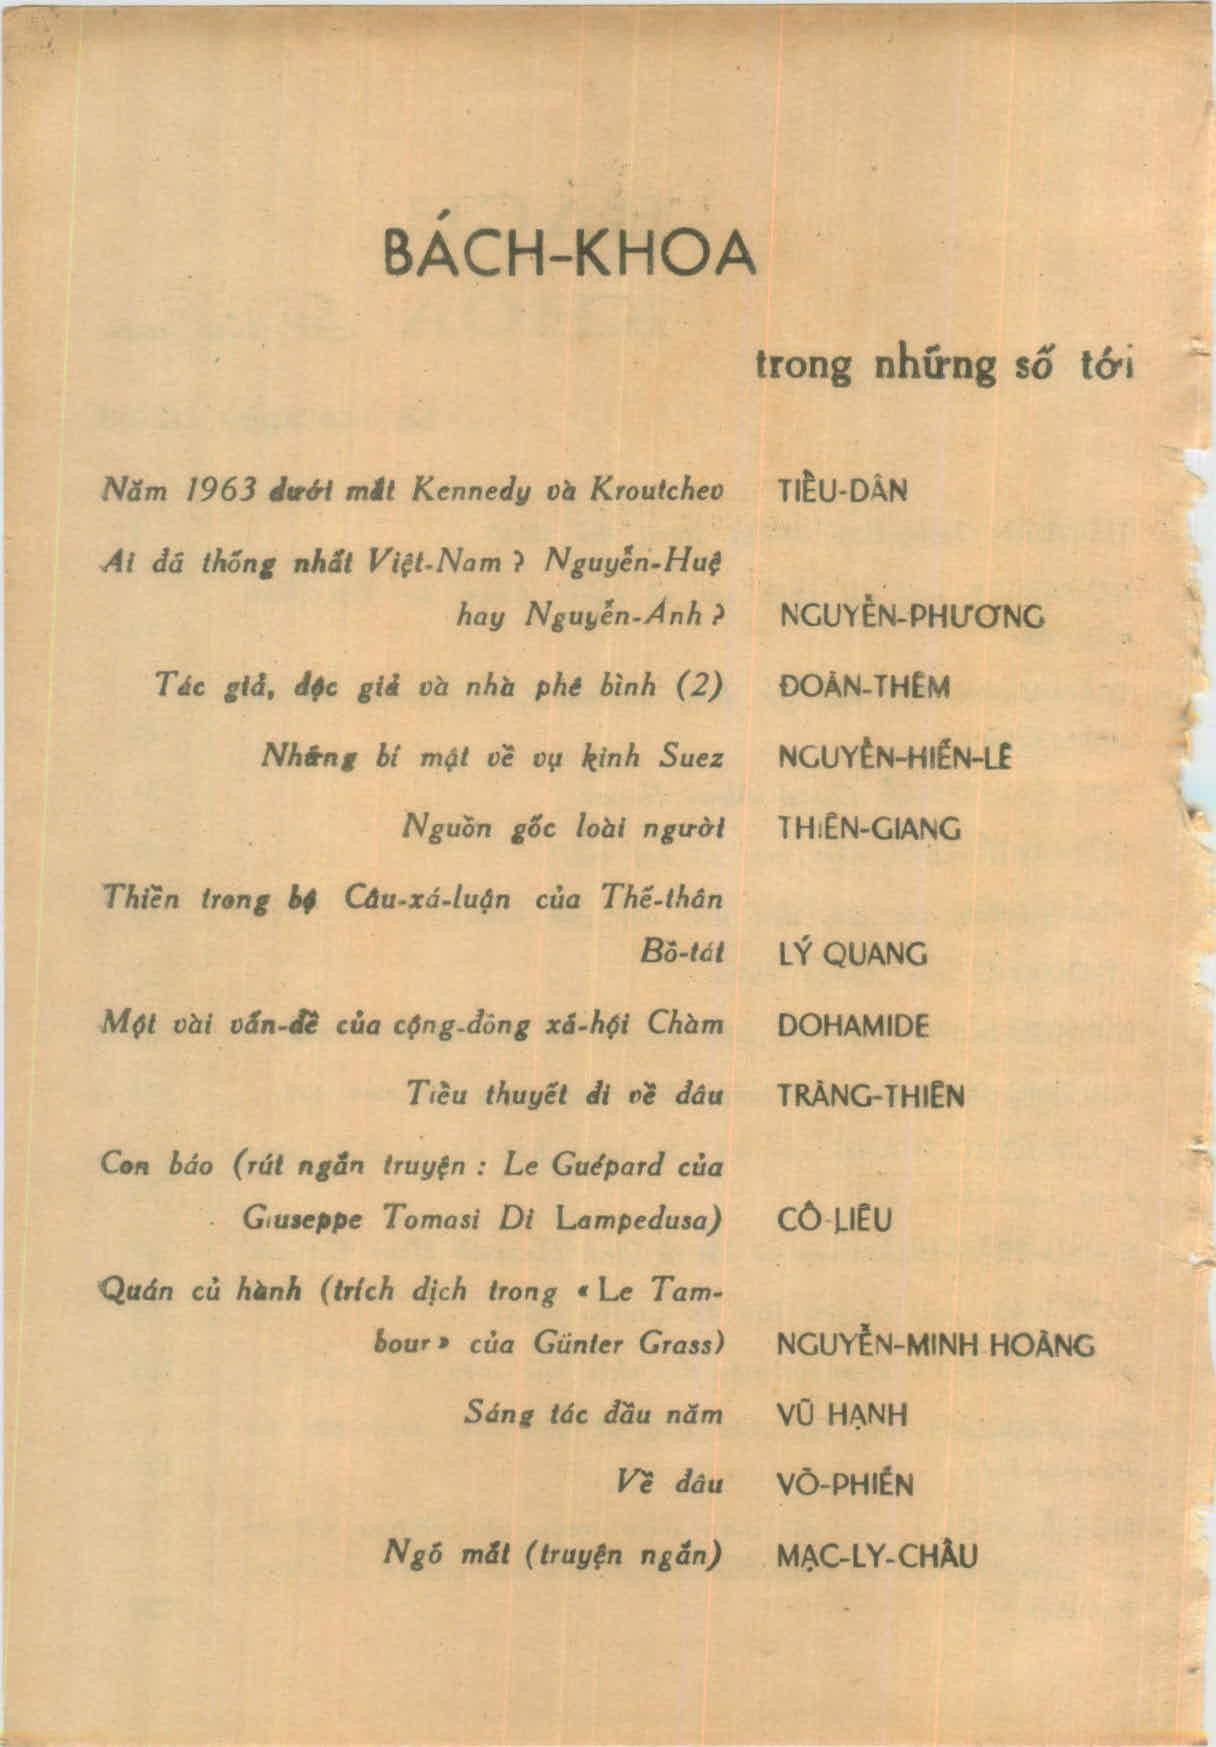 BÁCH-KHOA
trong những số tới
Năm 1963 dưới mắt Kennedy và Kroutchev TIỂU-DÂN
Ai đã thống nhất Việt-Nam ? Nguyễn-Huệ
hay Nguyễn-Ánh ? NGUYỄN-PHƯƠNG
Tác giả, độc giả và nhà phê bình (2) ĐOÀN-THÊM
Những bí mật về vụ kinh Suez NGUYỄN-HIẾN-LÊ
Nguồn gốc loài người THIÊN-GIANG
Thiền trong bộ Câu-xá-luận của Thế-thân
Bồ-tát LÝ QUANG
Một vài vấn-đề của cộng-đồng xã-hội Chàm DOHAMIDE
Tiểu thuyết đi về đâu TRÀNG-THIÊN
Con báo (rút ngắn truyện : Le Guépard của
Giuseppe Tomasi Di Lampedusa) CÔ LIÊU
Quán củ hành (trích dịch trong « Le Tam-
bour » của Günter Grass) NGUYỄN-MINH HOÀNG
Sáng tác đầu năm VŨ HẠNH
Về đâu VÕ-PHIẾN
Ngó mắt (truyện ngắn) MẠC-LY-CHÂU